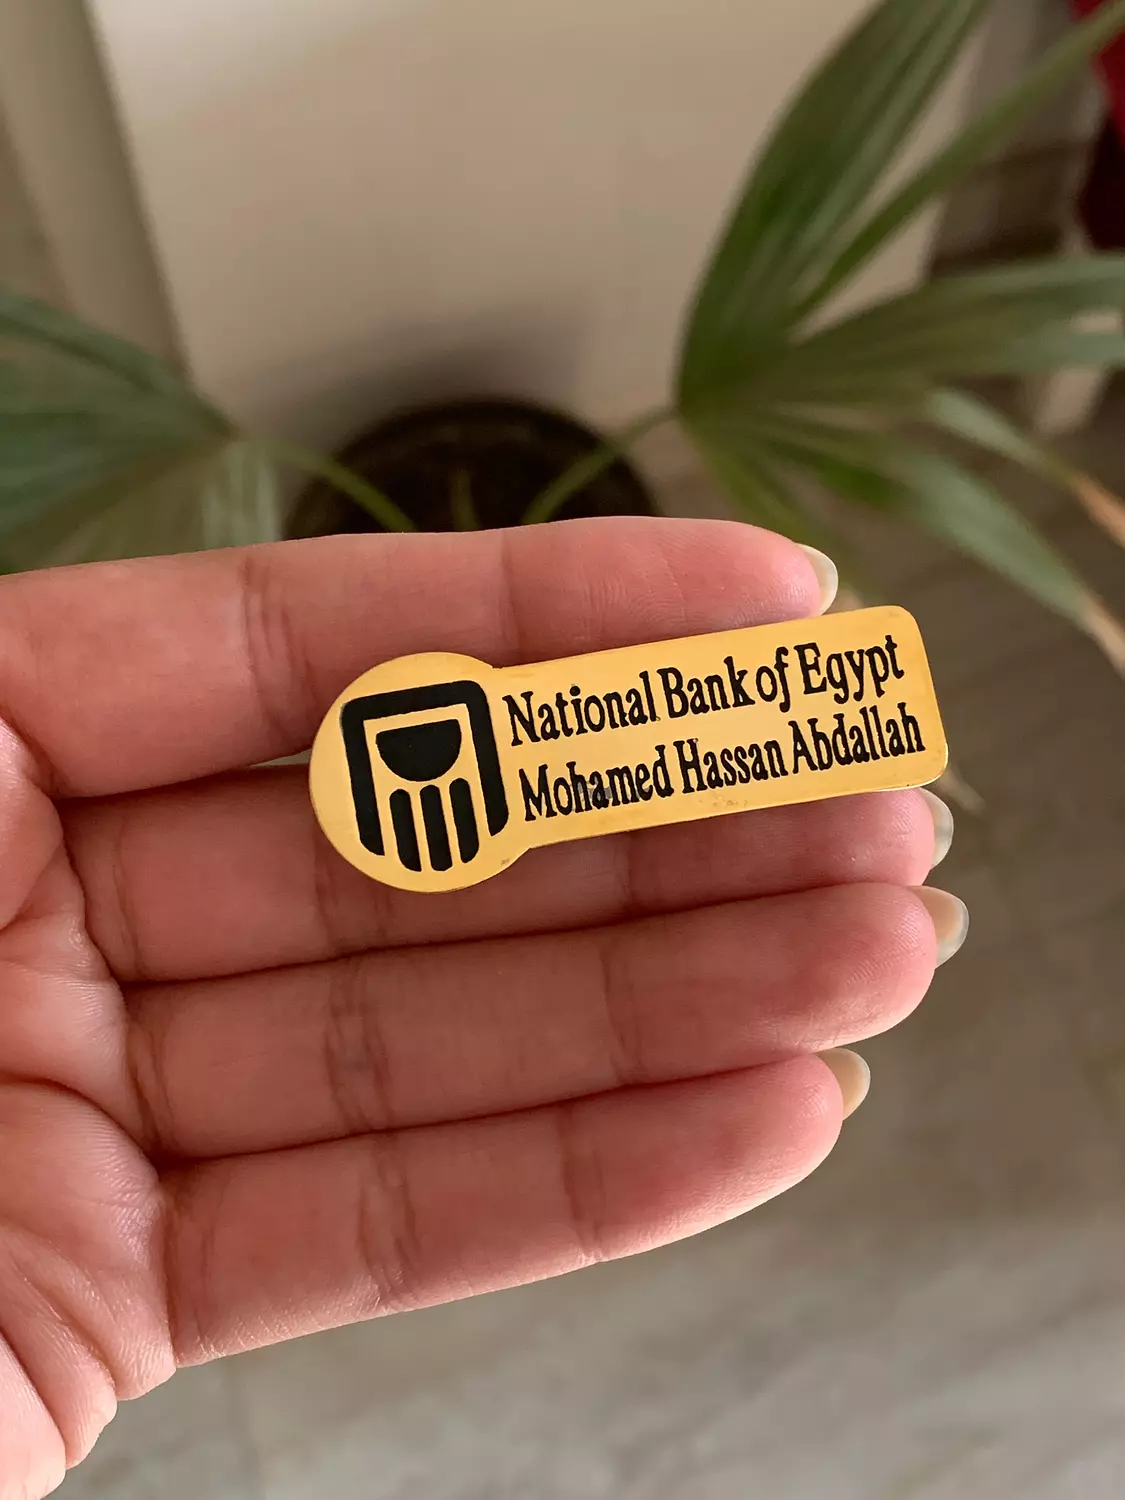 National Bank of Egypt
Mohamed Hassan Abdallah